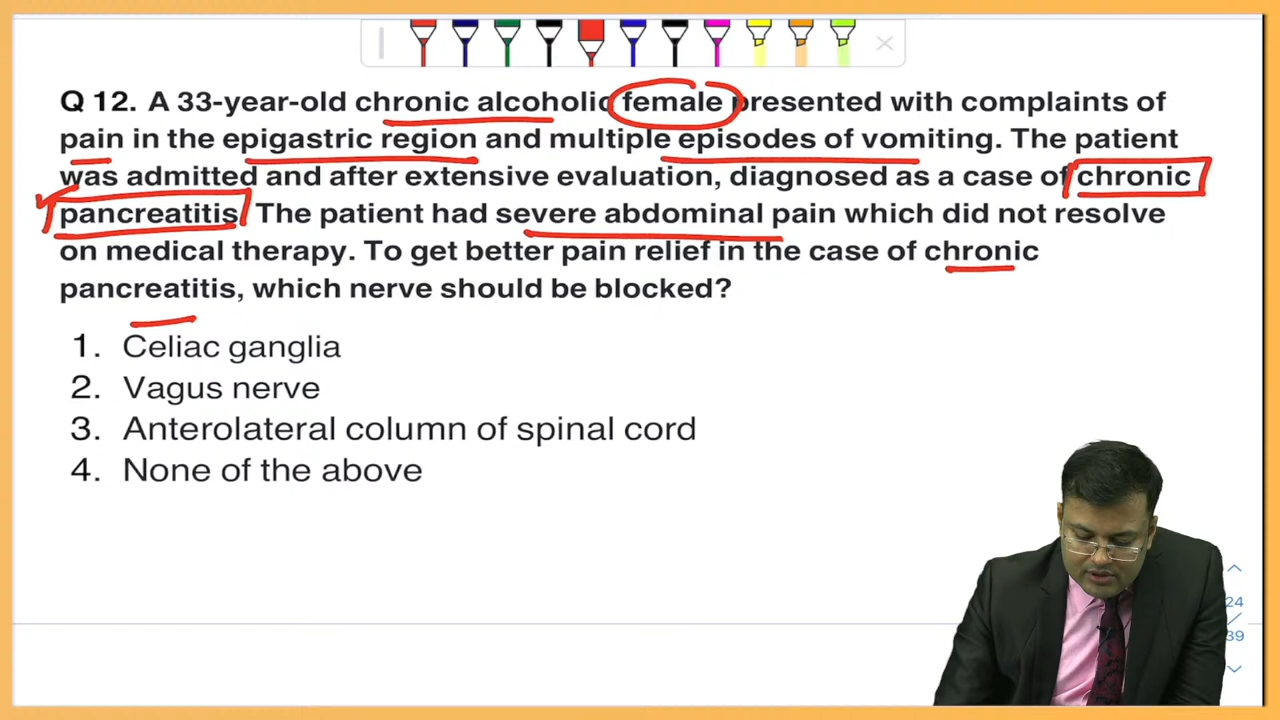 Q 12. A 33-year-old chronic alcoholic female presented with complaints of
pain in the epigastric region and multiple episodes of vomiting. The patient
was admitted and after extensive evaluation, diagnosed as a case of chronic
pancreatitis. The patient had severe abdominal pain which did not resolve
on medical therapy. To get better pain relief in the case of chronic
pancreatitis, which nerve should be blocked?
1. Celiac ganglia
2. Vagus nerve
3. Anterolateral column of spinal cord
4. None of the above
24
39